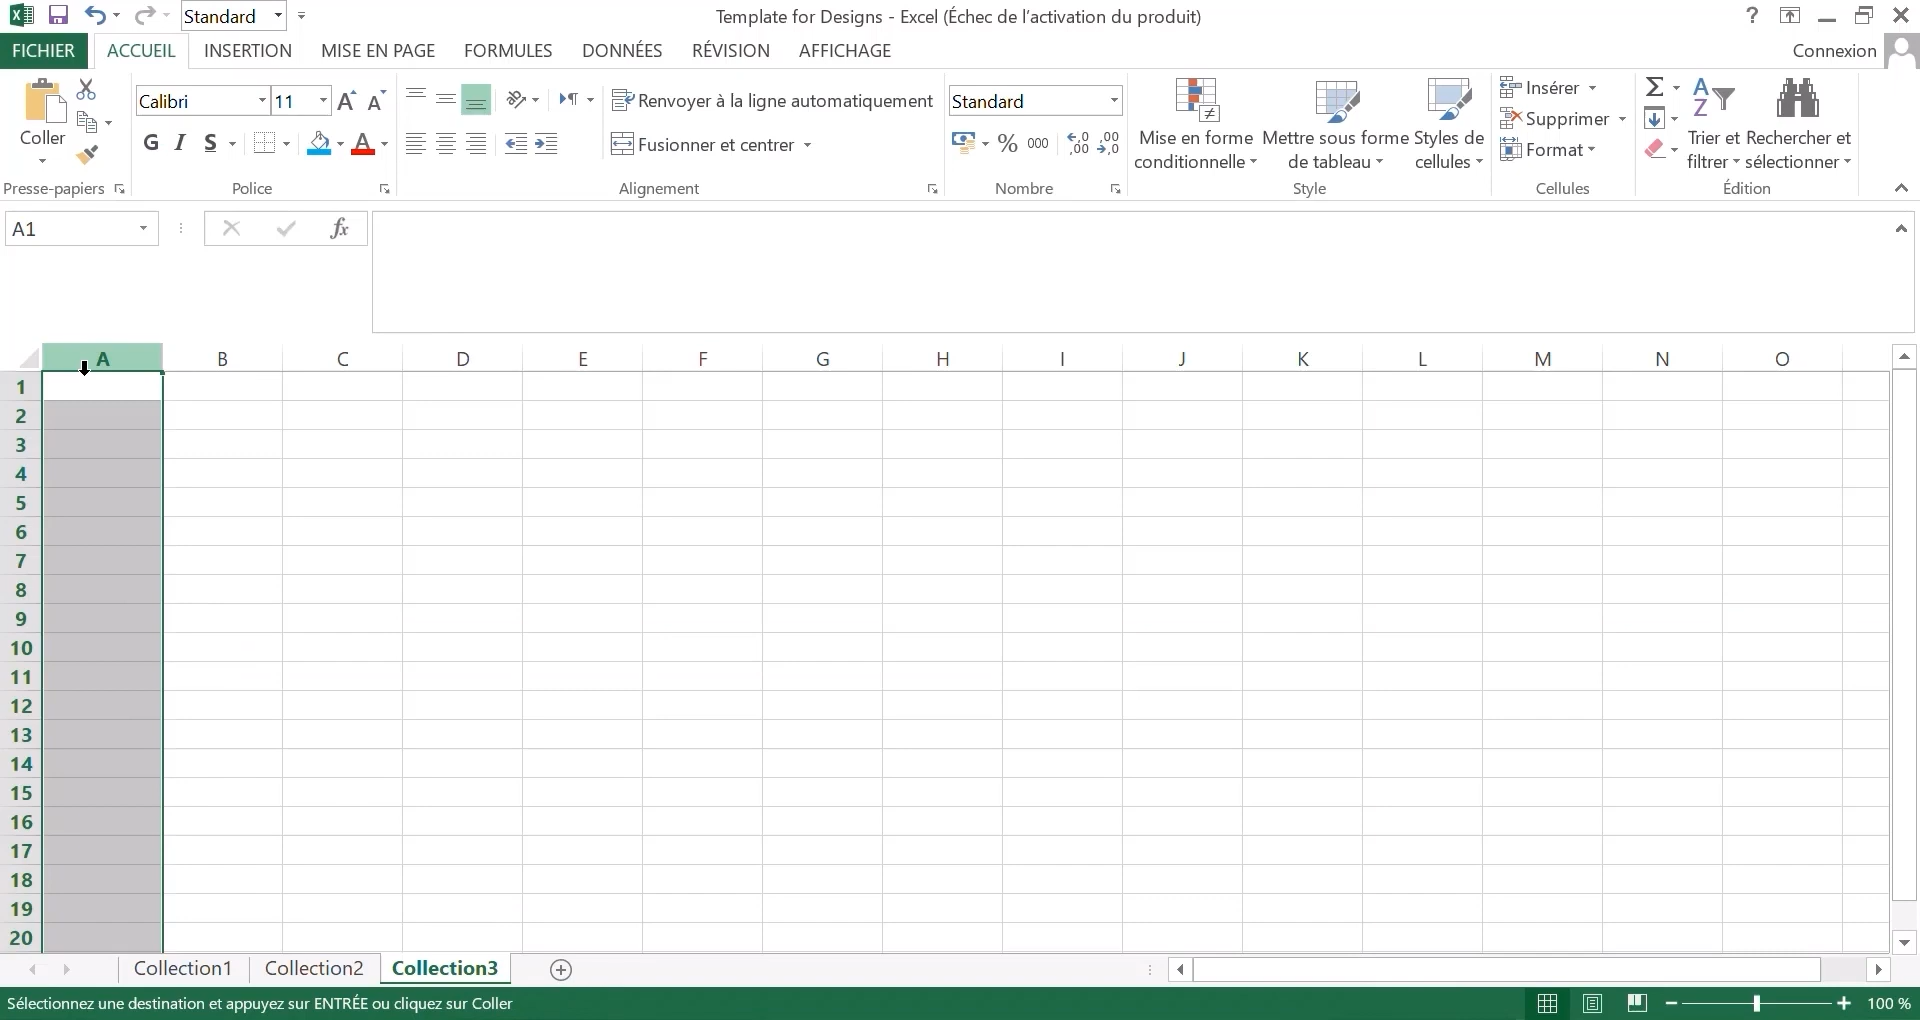 Standard
Template for Designs - Excel (Échec de l'activation du produit)
FICHIER ACCUEIL INSERTION MISE EN PAGE FORMULES DONNÉES RÉVISION AFFICHAGE Connexion
Coller
Presse-papiers
Calibri 11
G I S A
Police
Renvoyer à la ligne automatiquement
Fusionner et centrer
Alignement
Standard
% 000 ,0 ,00 ,00 ,0
Nombre
Mise en forme conditionnelle
Mettre sous forme de tableau
Styles de cellules
Style
Insérer
Supprimer
Format
Cellules
Trier et filtrer
Rechercher et sélectionner
Édition
A1 fx
A B C D E F G H I J K L M N O
1
2
3
4
5
6
7
8
9
10
11
12
13
14
15
16
17
18
19
20
Collection1 Collection2 Collection3
Sélectionnez une destination et appuyez sur ENTRÉE ou cliquez sur Coller 100 %